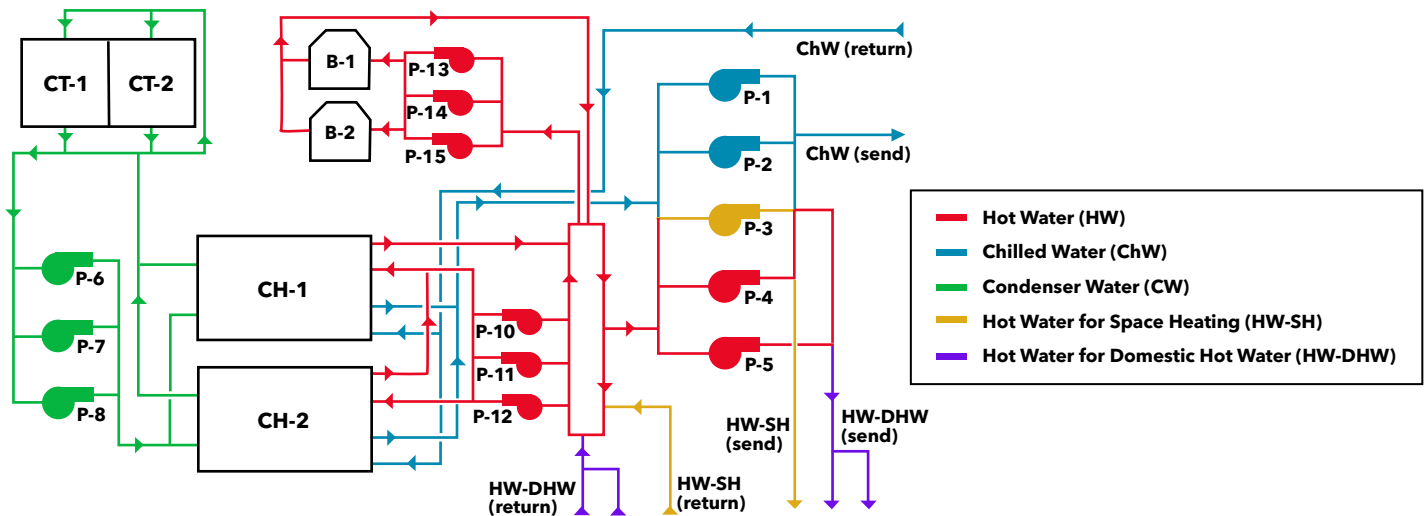 CT-1
CT-2
B-1
B-2
P-13
P-14
P-15
ChW (return)
P-1
P-2
ChW (send)
P-3
P-4
P-5
P-6
P-7
P-8
CH-1
CH-2
P-10
P-11
P-12
HW-DHW
(return)
HW-SH
(return)
HW-SH
(send)
HW-DHW
(send)
Hot Water (HW)
Chilled Water (ChW)
Condenser Water (CW)
Hot Water for Space Heating (HW-SH)
Hot Water for Domestic Hot Water (HW-DHW)